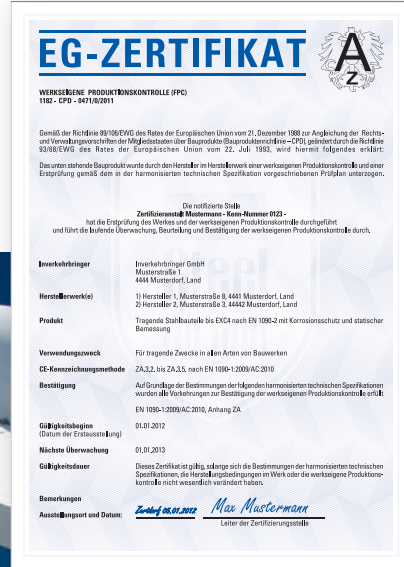 EG-ZERTIFIKAT
A
Z
WERKSEIGENE PRODUKTIONSKONTROLLE (FPC)
1182 - CPD - 0471/0/2011
Gemäß der Richtlinie 89/106/EWG des Rates der Europäischen Union vom 21. Dezember 1988 zur Angleichung der Rechts-
und Verwaltungsvorschriften der Mitgliedsstaaten über Bauprodukte (Bauproduktenrichtlinie – CPD), geändert durch die Richtlinie
93/68/EWG des Rates der Europäischen Union vom 22. Juli 1993, wird hiermit folgendes erklärt:
Das unten stehende Bauprodukt wurde durch den Hersteller im Herstellerwerk einer werkseigenen Produktionskontrolle und einer
Erstprüfung gemäß dem in der harmonisierten technischen Spezifikation vorgeschriebenen Prüfplan unterzogen.
Die notifizierte Stelle
Zertifizieranstalt Mustermann - Kenn-Nummer 0123 -
hat die Erstprüfung des Werkes und der werkseigenen Produktionskontrolle durchgeführt
und führt die laufende Überwachung, Beurteilung und Bestätigung der werkseigenen Produktionskontrolle durch.
Inverkehrbringer Inverkehrbringer GmbH
Musterstraße 1
4444 Musterdorf, Land
Herstellerwerk(e) 1) Hersteller 1, Musterstraße 8, 4441 Musterdorf, Land
2) Hersteller 2, Musterstraße 3, 44442 Musterdorf, Land
Produkt Tragende Stahlbauteile bis EXC4 nach EN 1090-2 mit Korrosionsschutz und statischer
Bemessung
Verwendungszweck Für tragende Zwecke in allen Arten von Bauwerken
CE-Kennzeichnungsmethode ZA.3.2, bis ZA.3.5, nach EN 1090-1:2009/AC:2010
Bestätigung Auf Grundlage der Bestimmungen der folgenden harmonisierten technischen Spezifikationen
wurden alle Vorkehrungen zur Bestätigung der werkseigenen Produktionskontrolle erfüllt
EN 1090-1:2009/AC:2010, Anhang ZA
Gültigkeitsbeginn 01.01.2012
(Datum der Erstausstellung)
Nächste Überwachung 01.01.2013
Gültigkeitsdauer Dieses Zertifikat ist gültig, solange sich die Bestimmungen der harmonisierten technischen
Spezifikationen, die Herstellungsbedingungen im Werk oder die werkseigene Produktions-
kontrolle nicht wesentlich verändert haben.
Bemerkungen
Ausstellungsort und Datum: Zertdorf 05.01.2012 Max Mustermann
Leiter der Zertifizierungsstelle